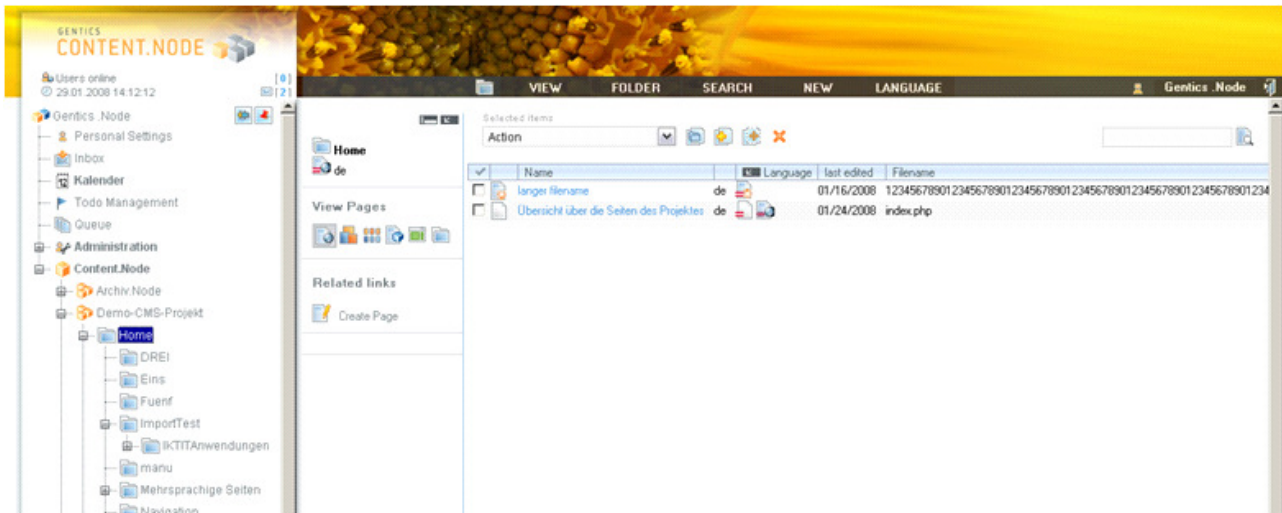 GENTICS
CONTENT.NODE
Users online [0]
29.01.2008 14:12:12 [2]
VIEW FOLDER SEARCH NEW LANGUAGE Gentics .Node
Gentics .Node
Personal Settings
Inbox
Kalender
Todo Management
Queue
Administration
Content.Node
Archiv.Node
Demo-CMS-Projekt
Home
DREI
Eins
Fuenf
ImportTest
IKTITAnwendungen
manu
Mehrsprachige Seiten
Navigation
Home
de
View Pages
Related links
Create Page
Selected items
Action
Name Language last edited Filename
langer filename de 01/16/2008 1234567890123456789012345678901234567890123456789012345678901234
Übersicht über die Seiten des Projektes de 01/24/2008 index.php